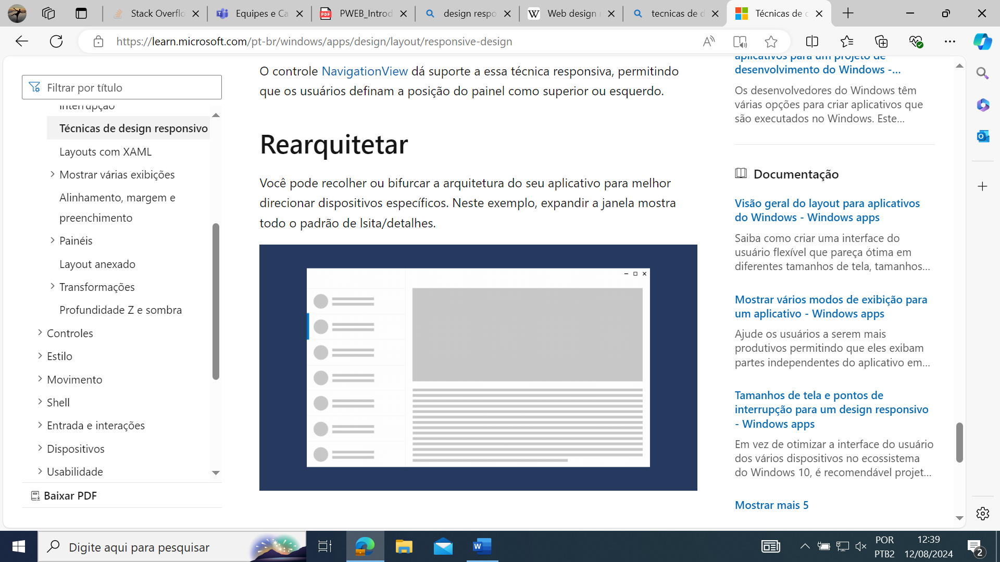 Stack Overflo
Equipes e Ca
PWEB_Introd
design respo
Web design r
tecnicas de d
Técnicas de c
https://learn.microsoft.com/pt-br/windows/apps/design/layout/responsive-design
Filtrar por título
interrupção
Técnicas de design responsivo
Layouts com XAML
Mostrar várias exibições
Alinhamento, margem e
preenchimento
Painéis
Layout anexado
Transformações
Profundidade Z e sombra
Controles
Estilo
Movimento
Shell
Entrada e interações
Dispositivos
Usabilidade
Baixar PDF
O controle NavigationView dá suporte a essa técnica responsiva, permitindo
que os usuários definam a posição do painel como superior ou esquerdo.
Rearquitetar
Você pode recolher ou bifurcar a arquitetura do seu aplicativo para melhor
direcionar dispositivos específicos. Neste exemplo, expandir a janela mostra
todo o padrão de lsita/detalhes.
aplicativos para um projeto de
desenvolvimento do Windows -...
Os desenvolvedores do Windows têm
várias opções para criar aplicativos que
são executados no Windows. Este...
Documentação
Visão geral do layout para aplicativos
do Windows - Windows apps
Saiba como criar uma interface do
usuário flexível que pareça ótima em
diferentes tamanhos de tela, tamanhos...
Mostrar vários modos de exibição para
um aplicativo - Windows apps
Ajude os usuários a serem mais
produtivos permitindo que eles exibam
partes independentes do aplicativo em...
Tamanhos de tela e pontos de
interrupção para um design responsivo
- Windows apps
Em vez de otimizar a interface do usuário
dos vários dispositivos no ecossistema
do Windows 10, é recomendável projet...
Mostrar mais 5
Digite aqui para pesquisar
POR
PTB2
12:39
12/08/2024
2